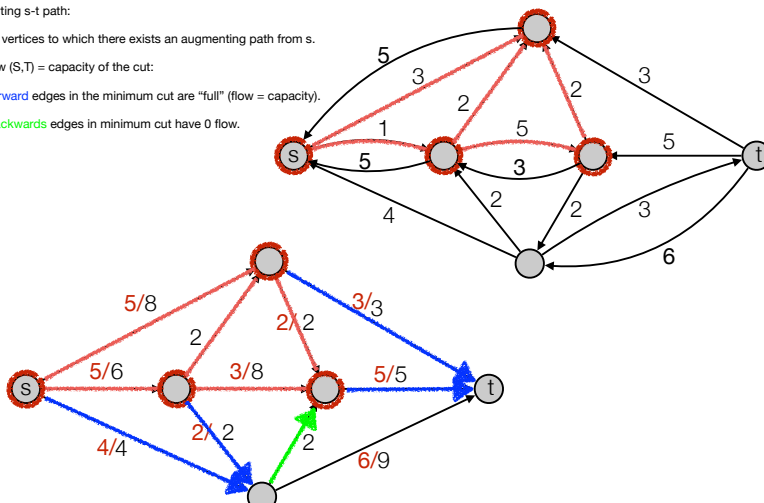 ting s-t path:
vertices to which there exists an augmenting path from s.
w (S,T) = capacity of the cut:
ward edges in the minimum cut are “full” (flow = capacity).
ckwards edges in minimum cut have 0 flow.
5
3
3
2
2
1
5
5
s
t
5
3
4
2
2
3
6
5/8
3/3
2
2/ 2
5/6
3/8
5/5
s
t
4/4
2/ 2
2
6/9